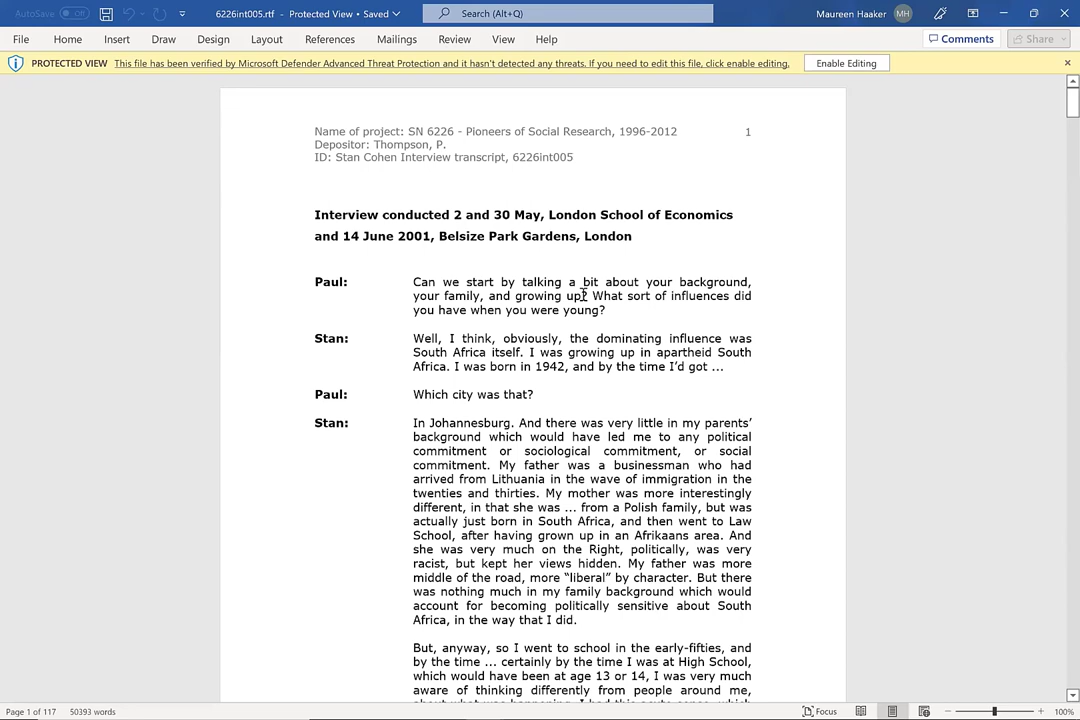 AutoSave Off 6226int005.rtf - Protected View • Saved Search (Alt+Q) Maureen Haaker MH
File Home Insert Draw Design Layout References Mailings Review View Help Comments Share
PROTECTED VIEW This file has been verified by Microsoft Defender Advanced Threat Protection and it hasn't detected any threats. If you need to edit this file, click enable editing. Enable Editing
Name of project: SN 6226 - Pioneers of Social Research, 1996-2012 1
Depositor: Thompson, P.
ID: Stan Cohen Interview transcript, 6226int005
Interview conducted 2 and 30 May, London School of Economics
and 14 June 2001, Belsize Park Gardens, London
Paul: Can we start by talking a bit about your background,
your family, and growing up? What sort of influences did
you have when you were young?
Stan: Well, I think, obviously, the dominating influence was
South Africa itself. I was growing up in apartheid South
Africa. I was born in 1942, and by the time I'd got ...
Paul: Which city was that?
Stan: In Johannesburg. And there was very little in my parents'
background which would have led me to any political
commitment or sociological commitment, or social
commitment. My father was a businessman who had
arrived from Lithuania in the wave of immigration in the
twenties and thirties. My mother was more interestingly
different, in that she was ... from a Polish family, but was
actually just born in South Africa, and then went to Law
School, after having grown up in an Afrikaans area. And
she was very much on the Right, politically, was very
racist, but kept her views hidden. My father was more
middle of the road, more “liberal” by character. But there
was nothing much in my family background which would
account for becoming politically sensitive about South
Africa, in the way that I did.
But, anyway, so I went to school in the early-fifties, and
by the time ... certainly by the time I was at High School,
which would have been at age 13 or 14, I was very much
aware of thinking differently from people around me,
about what was happening. I had this acute sense, which
Page 1 of 117 50393 words Focus 100%